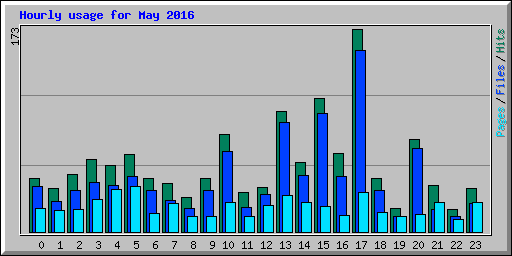 Hourly usage for May 2016
173
Pages / Files / Hits
0 1 2 3 4 5 6 7 8 9 10 11 12 13 14 15 16 17 18 19 20 21 22 23